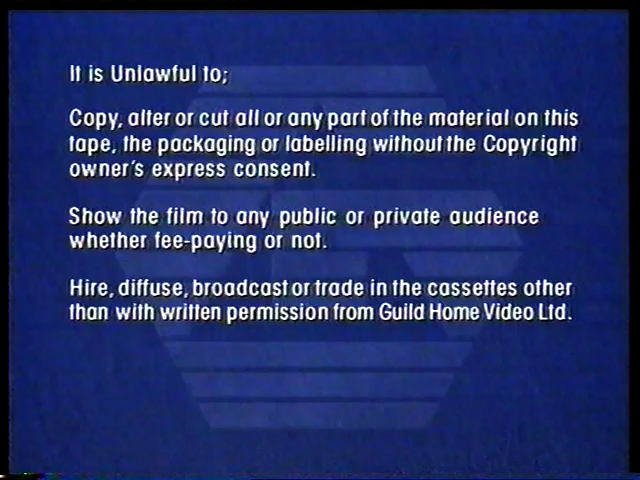 It is Unlawful to;
Copy, alter or cut all or any part of the material on this
tape, the packaging or labelling without the Copyright
owner's express consent.
Show the film to any public or private audience
whether fee-paying or not.
Hire, diffuse, broadcast or trade in the cassettes other
than with written permission from Guild Home Video Ltd.